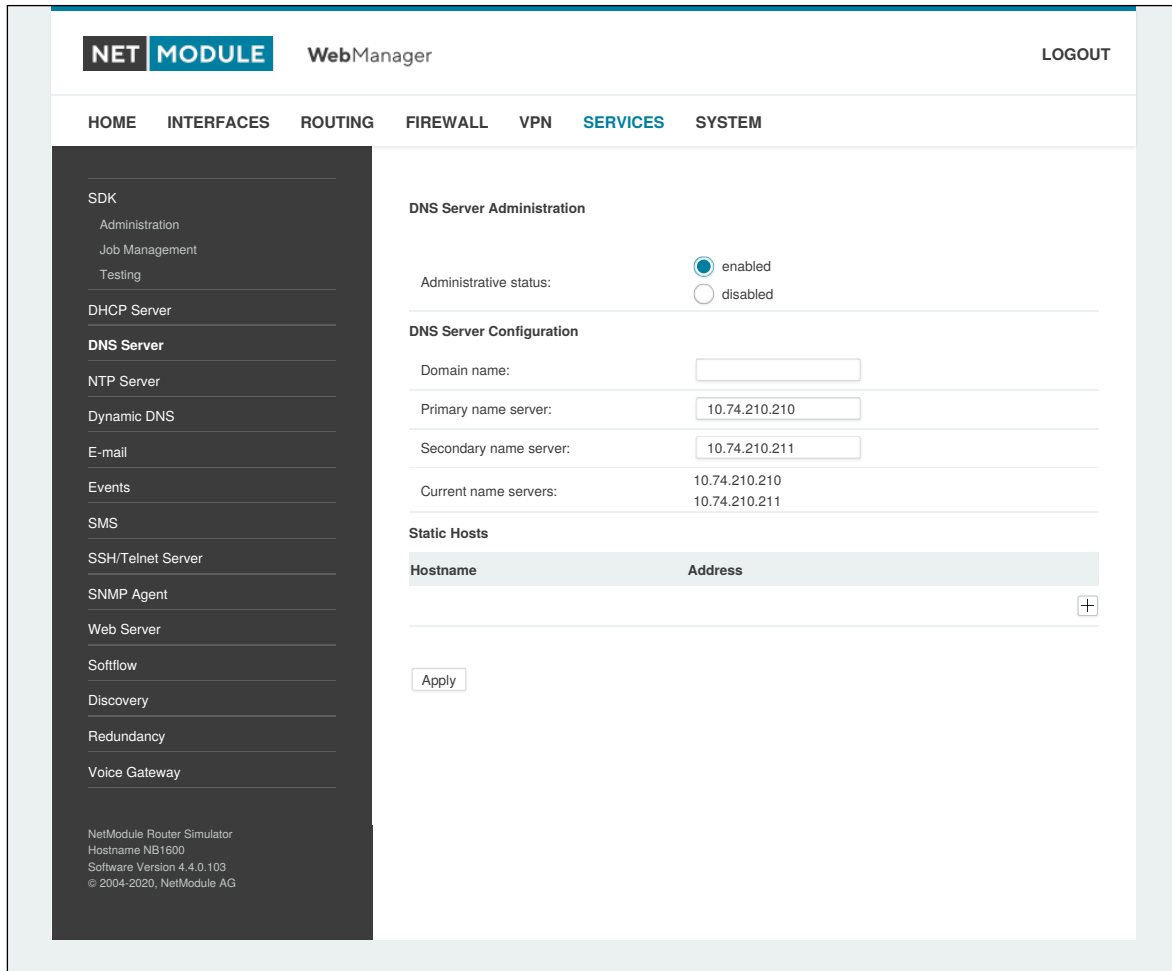 NET MODULE WebManager LOGOUT
HOME INTERFACES ROUTING FIREWALL VPN SERVICES SYSTEM
SDK
Administration
Job Management
Testing
DHCP Server
DNS Server
NTP Server
Dynamic DNS
E-mail
Events
SMS
SSH/Telnet Server
SNMP Agent
Web Server
Softflow
Discovery
Redundancy
Voice Gateway
NetModule Router Simulator
Hostname NB1600
Software Version 4.4.0.103
© 2004-2020, NetModule AG
DNS Server Administration
Administrative status:
enabled
disabled
DNS Server Configuration
Domain name:
Primary name server: 10.74.210.210
Secondary name server: 10.74.210.211
Current name servers:
10.74.210.210
10.74.210.211
Static Hosts
Hostname Address
Apply